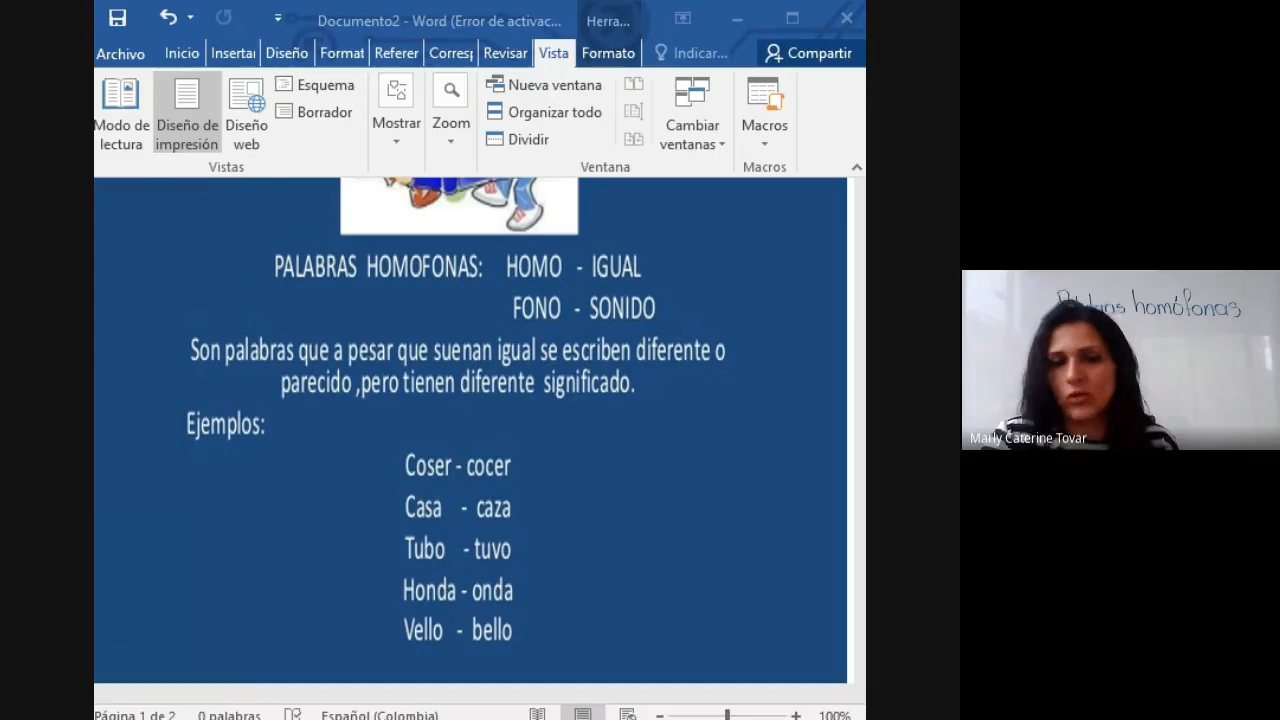 Documento2 - Word (Error de activac...
Herra...
Archivo
Inicio
Insertar
Diseño
Format
Referer
Corresp
Revisar
Vista
Formato
Indicar...
Compartir
Modo de lectura
Diseño de impresión
Diseño web
Esquema
Borrador
Vistas
Mostrar
Zoom
Nueva ventana
Organizar todo
Dividir
Cambiar ventanas
Ventana
Macros
Macros
PALABRAS HOMOFONAS: HOMO - IGUAL
FONO - SONIDO
Son palabras que a pesar que suenan igual se escriben diferente o
parecido ,pero tienen diferente significado.
Ejemplos:
Coser - cocer
Casa - caza
Tubo - tuvo
Honda - onda
Vello - bello
Página 1 de 2
0 palabras
Español (Colombia)
100%
homófonas
Marly Caterine Tovar